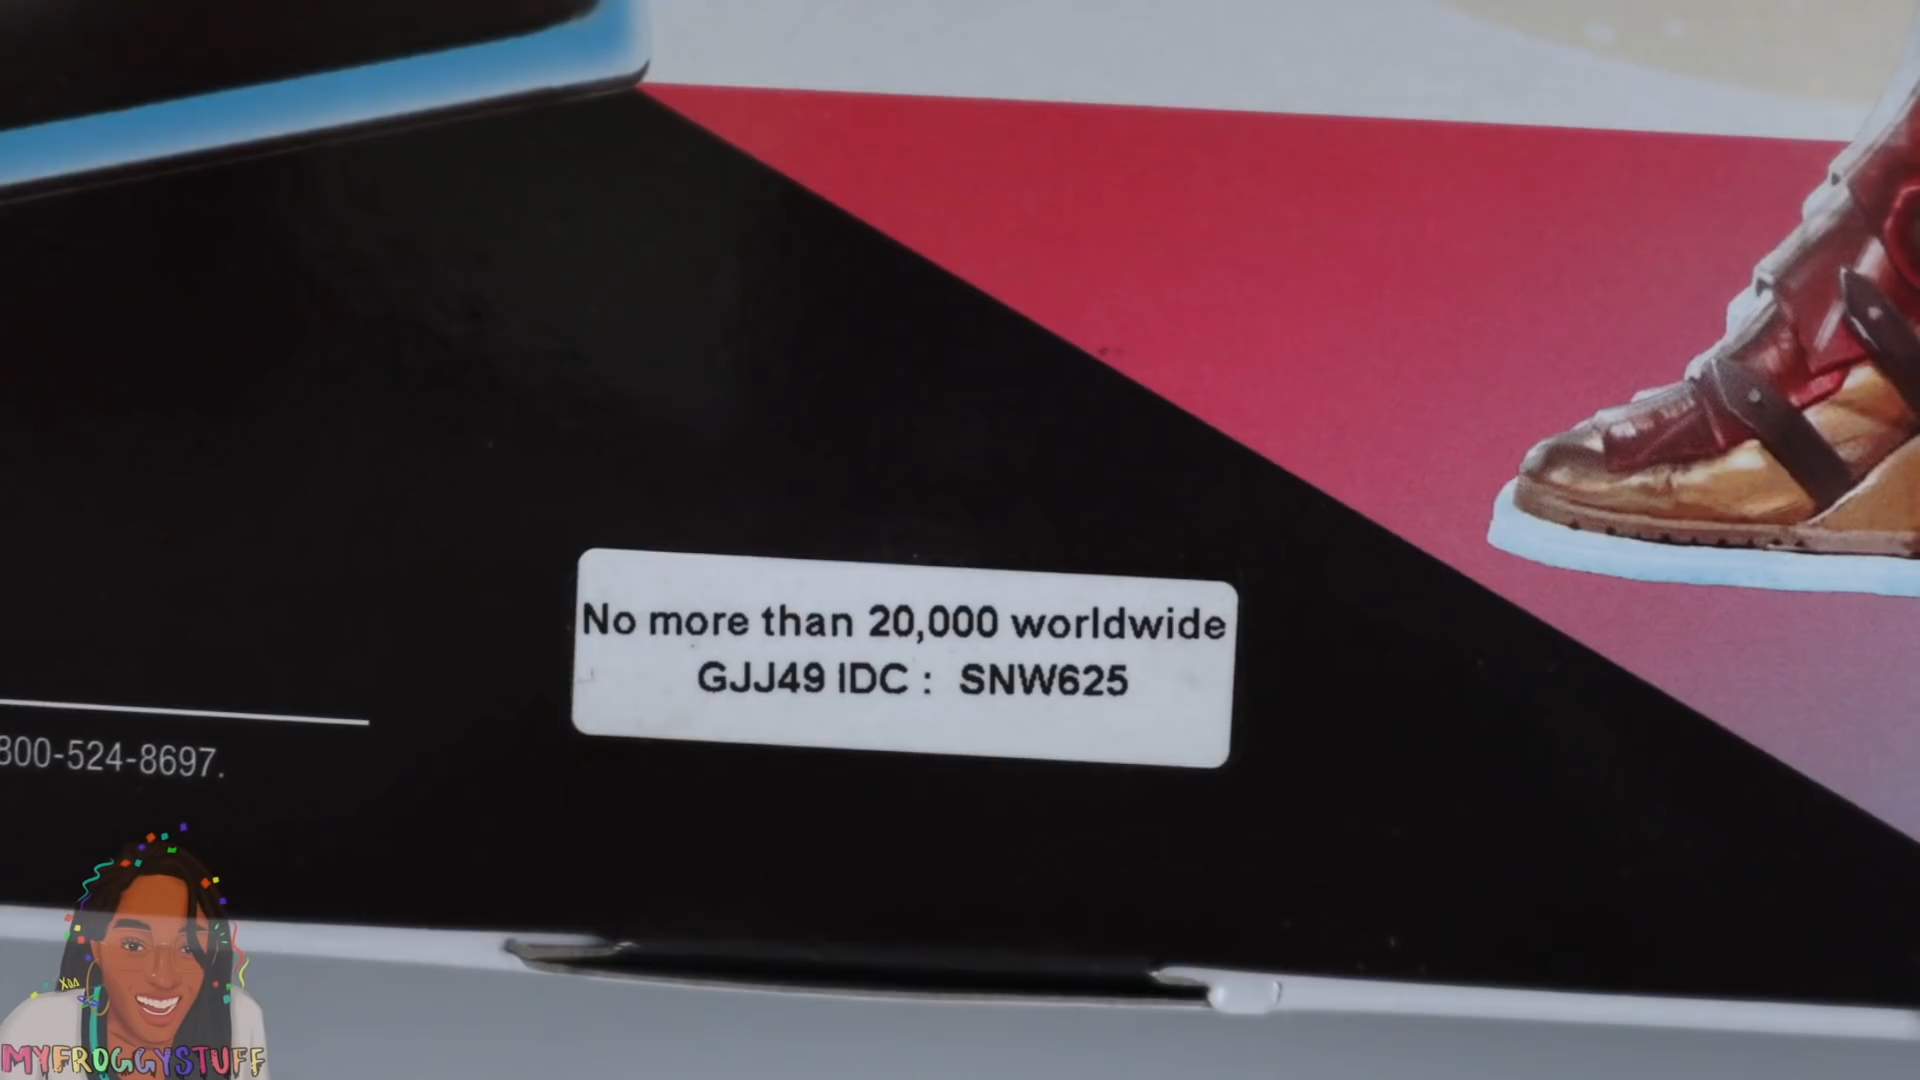 No more than 20,000 worldwide
GJJ49 IDC : SNW625
800-524-8697.
MYFROGGYSTUFF